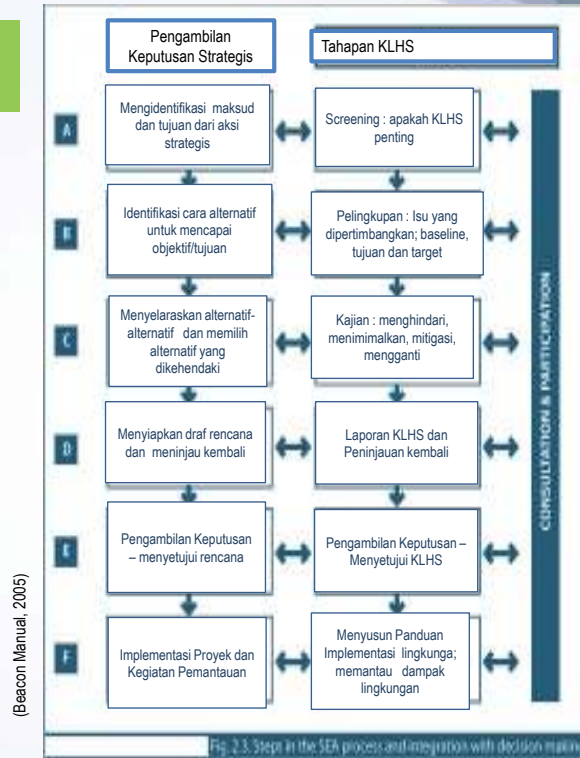 Pengambilan
Keputusan Strategis
Tahapan KLHS
A
Mengidentifikasi maksud
dan tujuan dari aksi
strategis
Screening : apakah KLHS
penting
B
Identifikasi cara alternatif
untuk mencapai
objektif/tujuan
Pelingkupan : Isu yang
dipertimbangkan; baseline,
tujuan dan target
C
Menyelaraskan alternatif-
alternatif dan memilih
alternatif yang
dikehendaki
Kajian : menghindari,
menimimalkan, mitigasi,
mengganti
D
Menyiapkan draf rencana
dan meninjau kembali
Laporan KLHS dan
Peninjauan kembali
E
Pengambilan Keputusan
– menyetujui rencana
Pengambilan Keputusan –
Menyetujui KLHS
F
Implementasi Proyek dan
Kegiatan Pemantauan
Menyusun Panduan
Implementasi lingkunga;
memantau dampak
lingkungan
CONSULTATION & PARTICIPATION
(Beacon Manual, 2005)
Fig. 2.3. Steps in the SEA process and integration with decision making